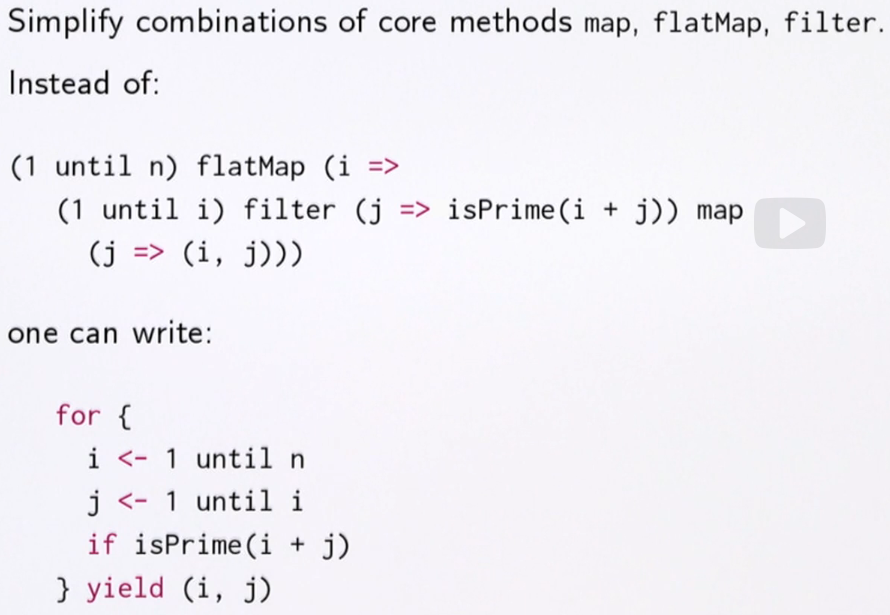 Simplify combinations of core methods map, flatMap, filter.
Instead of:
(1 until n) flatMap (i =>
(1 until i) filter (j => isPrime(i + j)) map
(j => (i, j)))
one can write:
for {
i <- 1 until n
j <- 1 until i
if isPrime(i + j)
} yield (i, j)